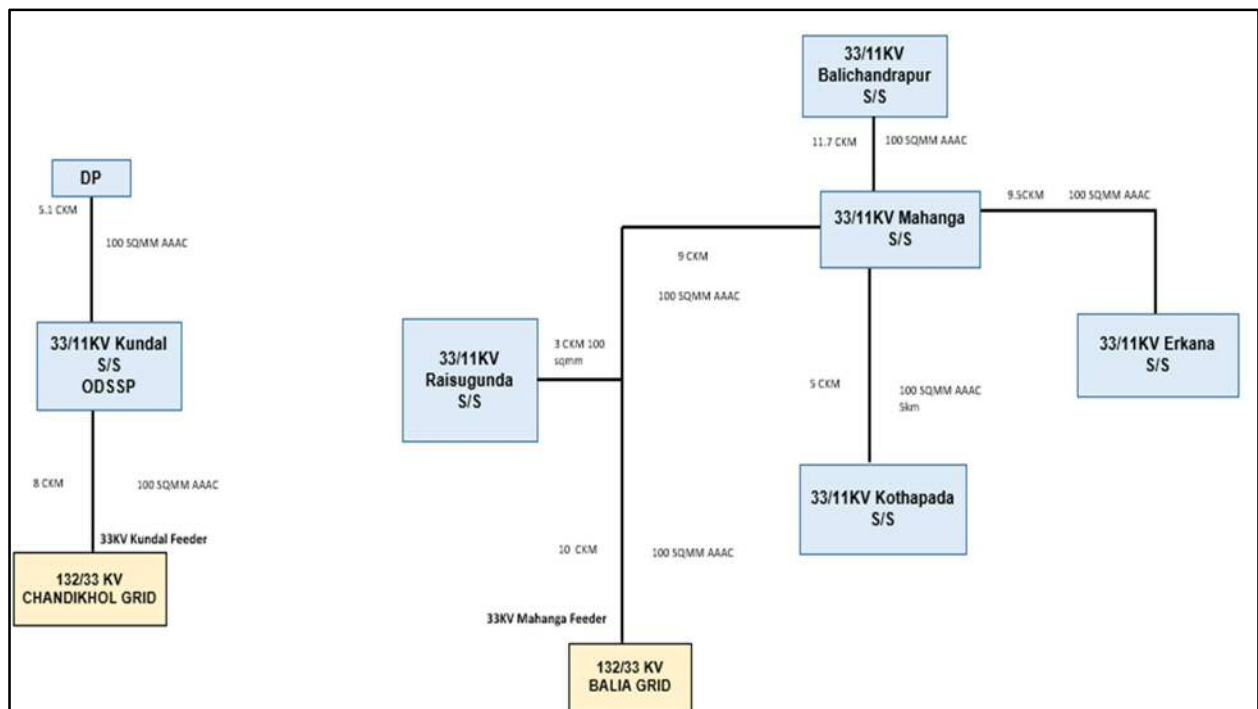 33/11KV
Balichandrapur
S/S
11.7 CKM
100 SQMM AAAC
DP
5.1 CKM
100 SQMM AAAC
33/11KV Mahanga
S/S
9.5CKM
100 SQMM AAAC
9 CKM
100 SQMM AAAC
33/11KV Kundal
S/S
ODSSP
33/11KV
Raisugunda
S/S
3 CKM 100
sqmm
33/11KV Erkana
S/S
5 CKM
100 SQMM AAAC
5km
8 CKM
100 SQMM AAAC
33/11KV Kothapada
S/S
33KV Kundal Feeder
10 CKM
100 SQMM AAAC
132/33 KV
CHANDIKHOL GRID
33KV Mahanga Feeder
132/33 KV
BALIA GRID